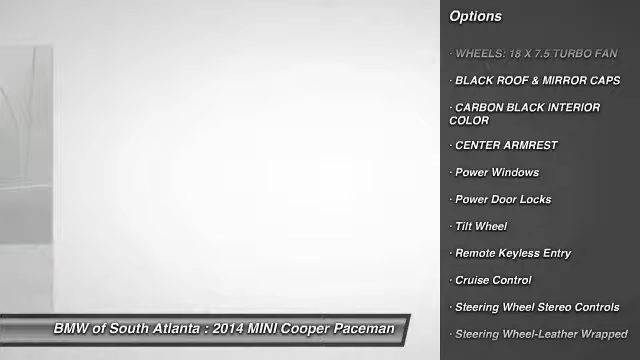 Options
· WHEELS: 18 X 7.5 TURBO FAN
· BLACK ROOF & MIRROR CAPS
· CARBON BLACK INTERIOR
COLOR
· CENTER ARMREST
· Power Windows
· Power Door Locks
· Tilt Wheel
· Remote Keyless Entry
· Cruise Control
· Steering Wheel Stereo Controls
· Steering Wheel-Leather Wrapped
BMW of South Atlanta : 2014 MINI Cooper Paceman